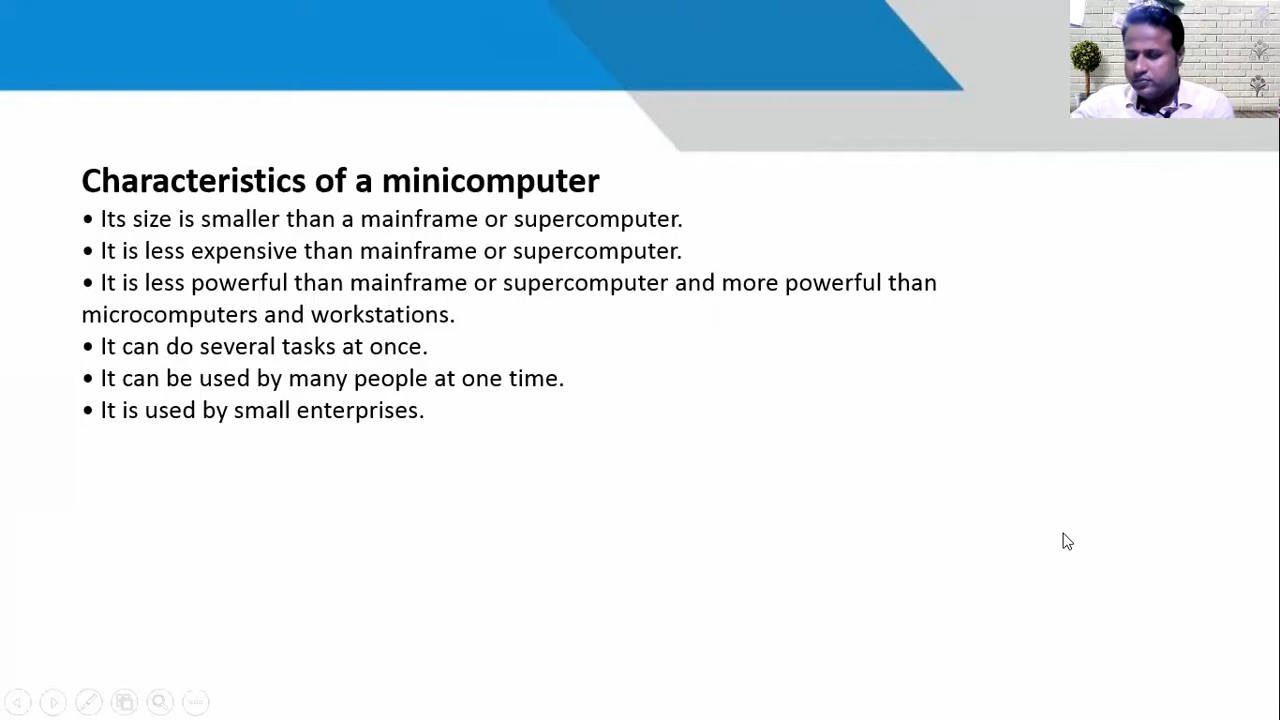 Characteristics of a minicomputer
• Its size is smaller than a mainframe or supercomputer.
• It is less expensive than mainframe or supercomputer.
• It is less powerful than mainframe or supercomputer and more powerful than
microcomputers and workstations.
• It can do several tasks at once.
• It can be used by many people at one time.
• It is used by small enterprises.